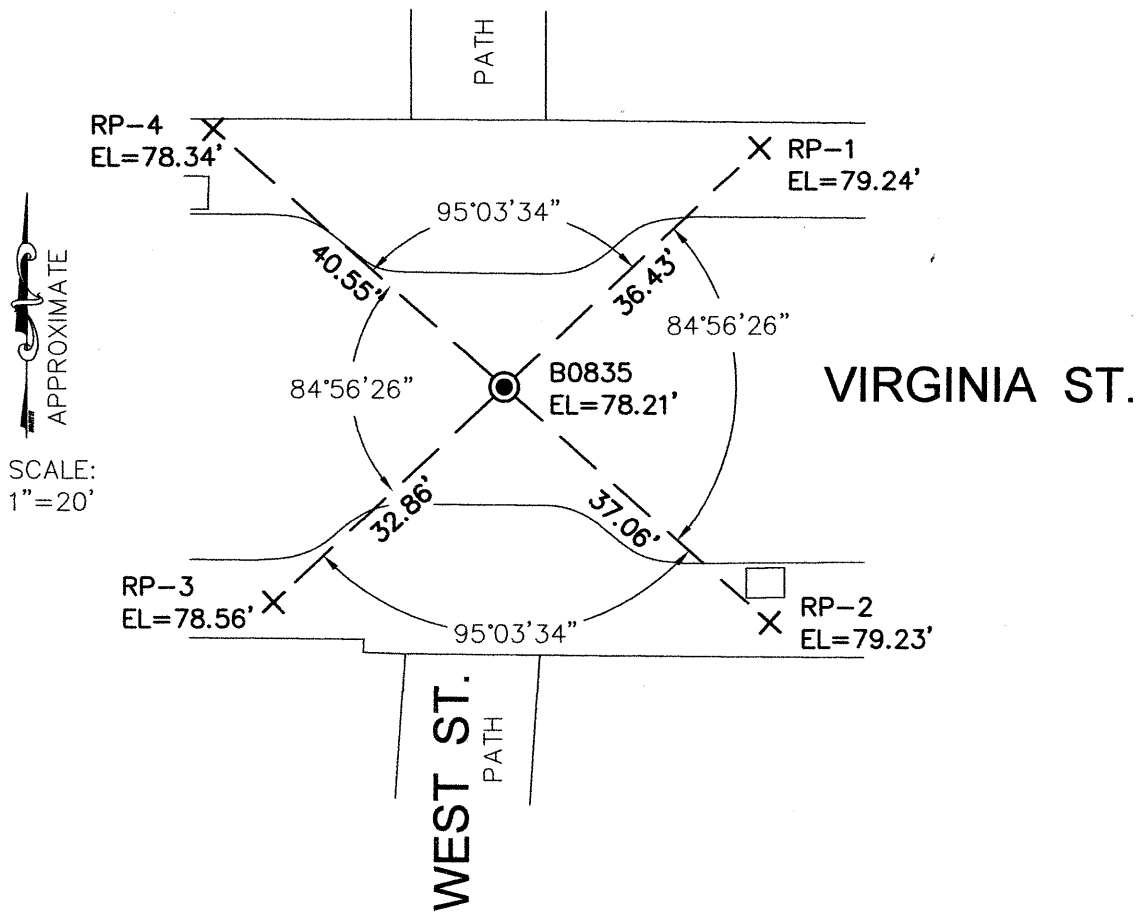 PATH
RP-4
EL=78.34'
RP-1
EL=79.24'
95°03'34"
40.55'
36.43'
84°56'26"
APPROXIMATE
84°56'26"
B0835
EL=78.21'
VIRGINIA ST.
SCALE:
1"=20'
32.86'
37.06'
RP-3
EL=78.56'
RP-2
EL=79.23'
95°03'34"
WEST ST.
PATH